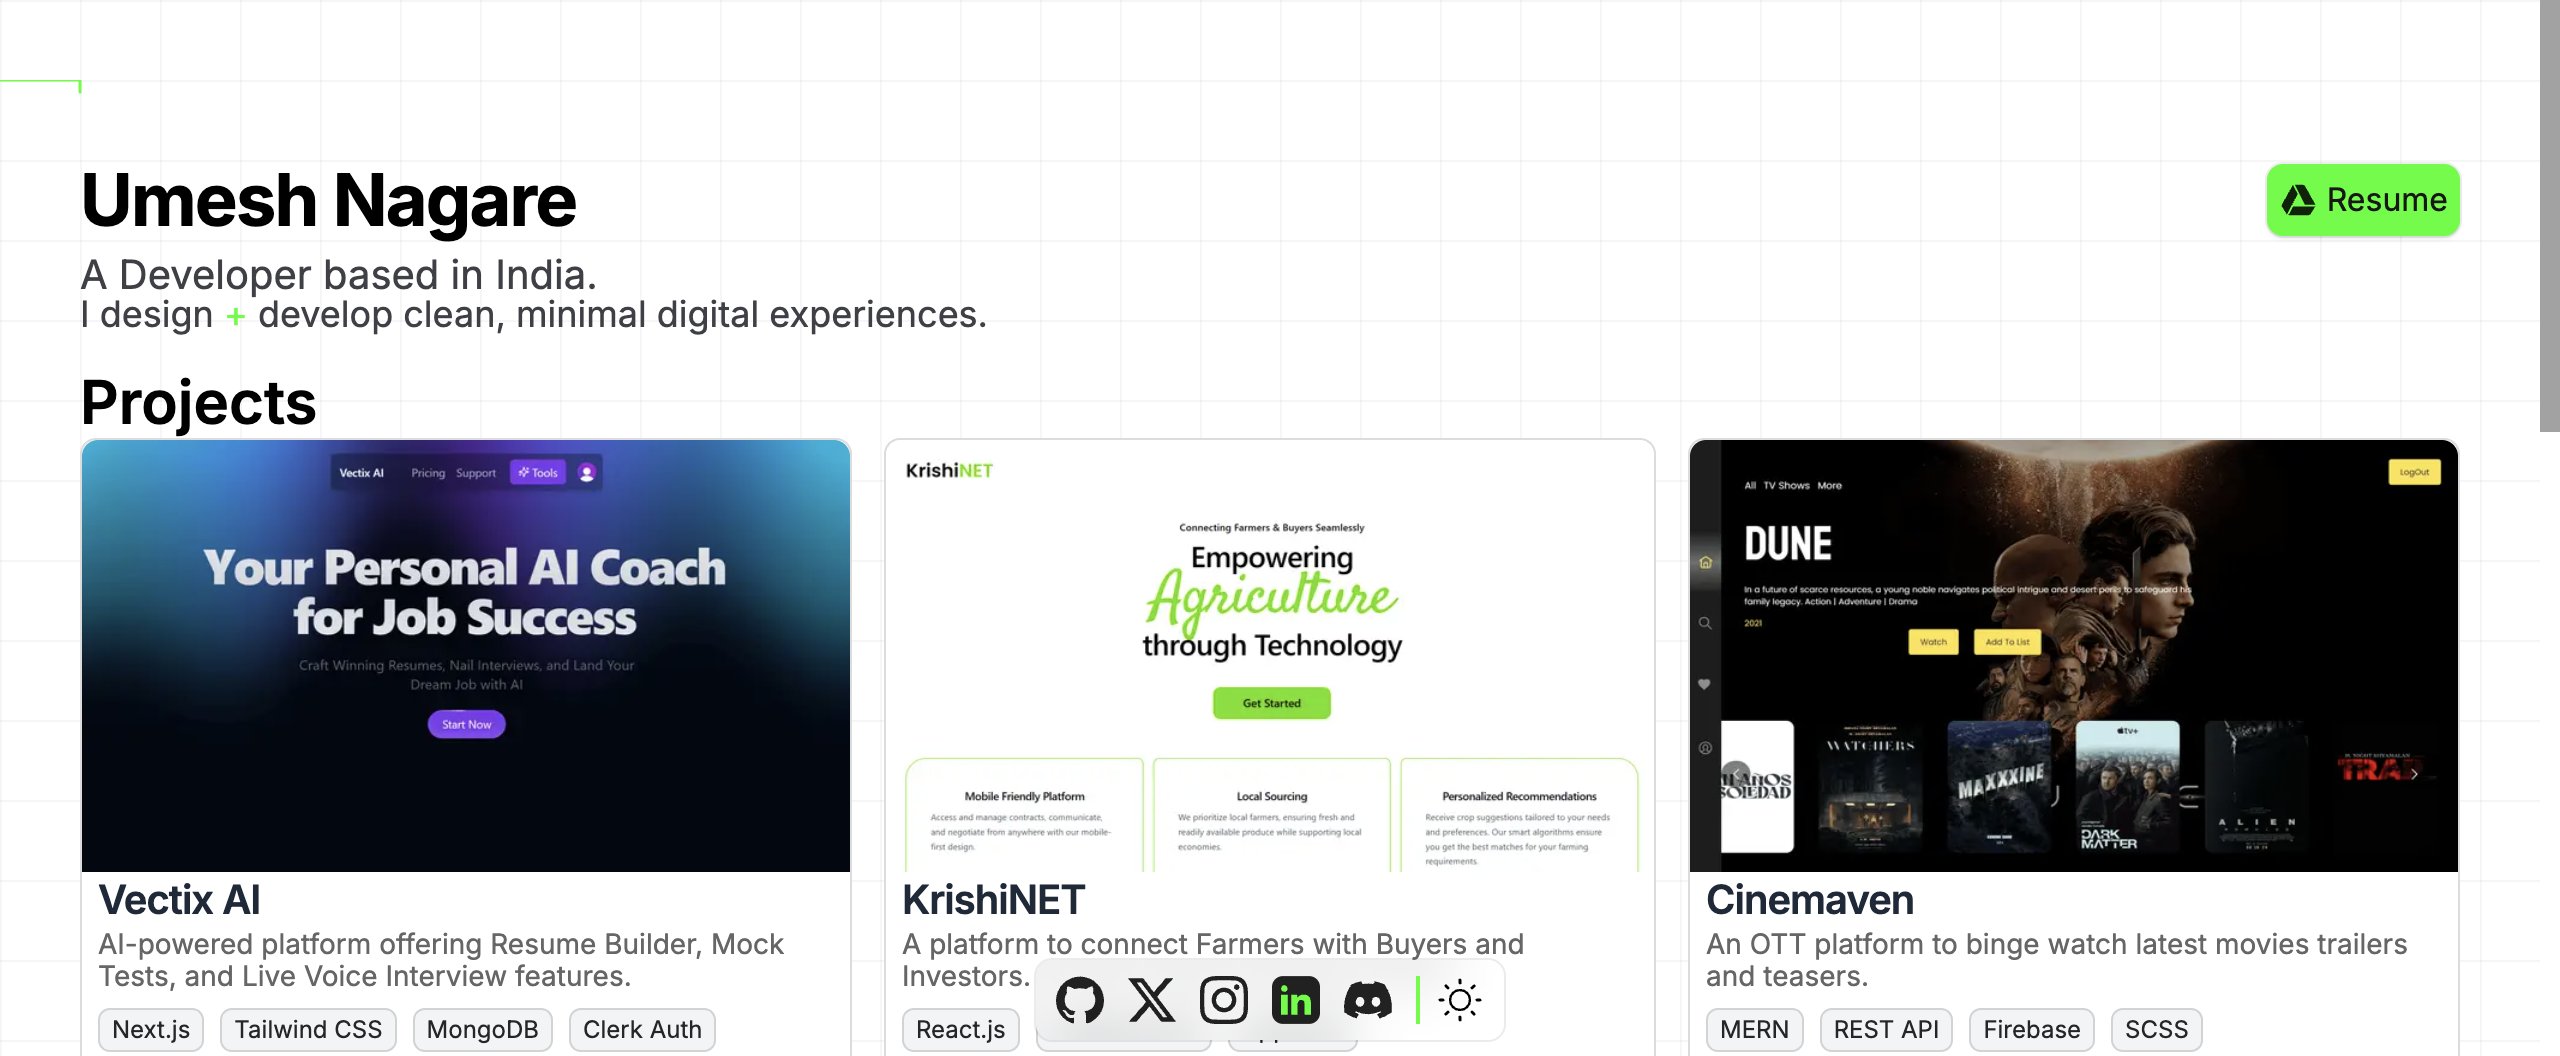 Umesh Nagare
Resume
A Developer based in India.
I design + develop clean, minimal digital experiences.
Projects
Vectix AI Pricing Support Tools
Your Personal AI Coach
for Job Success
Craft Winning Resumes, Nail Interviews, and Land Your
Dream Job with AI
Start Now
Vectix AI
AI-powered platform offering Resume Builder, Mock
Tests, and Live Voice Interview features.
Next.js Tailwind CSS MongoDB Clerk Auth
KrishiNET
Connecting Farmers & Buyers Seamlessly
Empowering
Agriculture
through Technology
Get Started
Mobile Friendly Platform
Access and manage contracts, communicate,
and negotiate from anywhere with our mobile-
first design.
Local Sourcing
We prioritize local farmers, ensuring fresh and
readily available produce while supporting local
economies.
Personalized Recommendations
Receive crop suggestions tailored to your needs
and preferences. Our smart algorithms ensure
you get the best matches for your farming
requirements.
KrishiNET
A platform to connect Farmers with Buyers and
Investors.
React.js
All TV Shows More
LogOut
DUNE
In a future of scarce resources, a young noble navigates political intrigue and desert perils to safeguard his
family legacy. Action | Adventure | Drama
2021
Watch Add To List
SOLEDAD
WATCHERS
MAXXXINE
tv+
DARK
MATTER
ALIEN
TRAP
Cinemaven
An OTT platform to binge watch latest movies trailers
and teasers.
MERN REST API Firebase SCSS
in